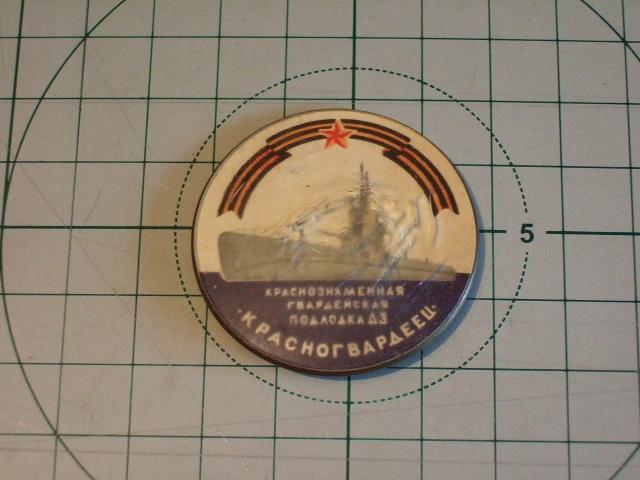 КРАСНОЗНАМЕННАЯ
ГВАРДЕЙСКАЯ
ПОДЛОДКА Д3
• КРАСНОГВАРДЕЕЦ •
5